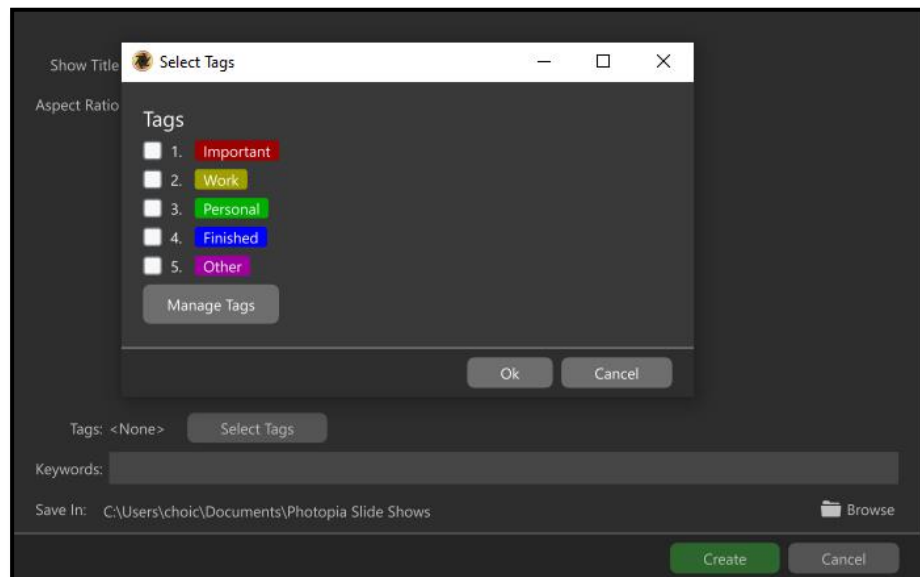 Show Title
Select Tags
Aspect Ratio
Tags
1. Important
2. Work
3. Personal
4. Finished
5. Other
Manage Tags
Ok Cancel
Tags: <None> Select Tags
Keywords:
Save In: C:\Users\choic\Documents\Photopia Slide Shows Browse
Create Cancel